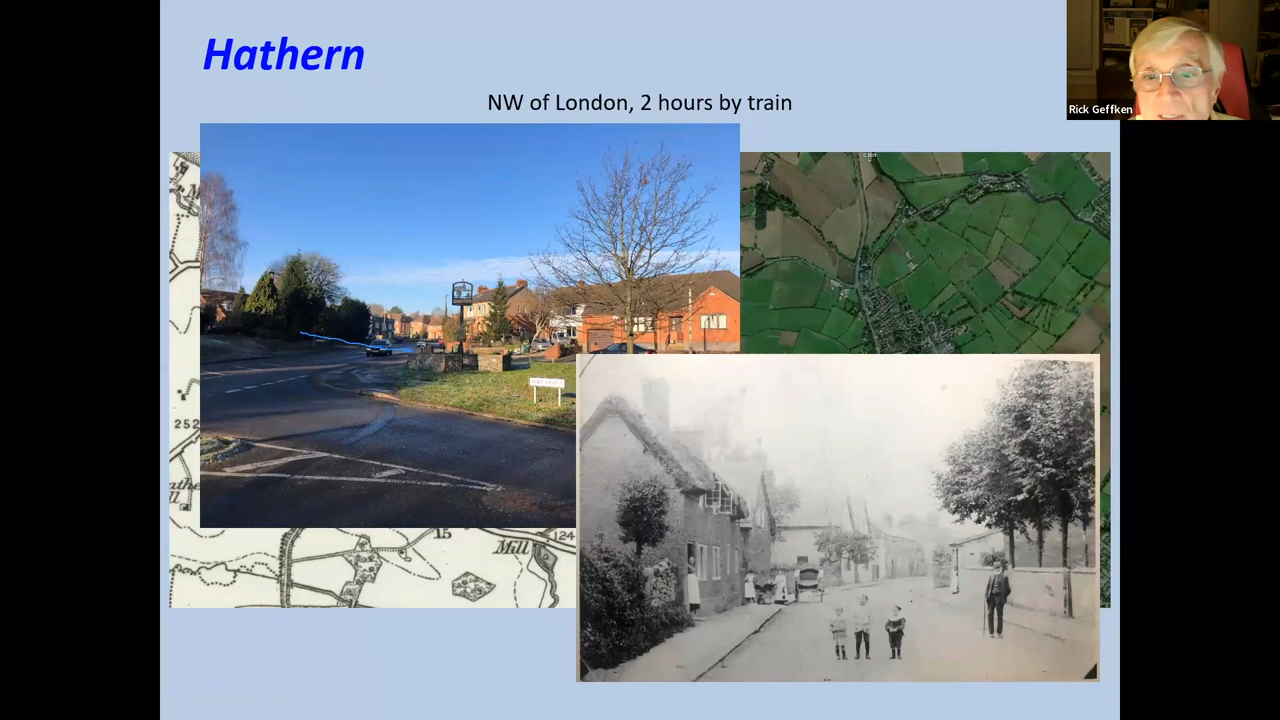 Hathern
NW of London, 2 hours by train
Rick Geffken
252
15
124
Mill